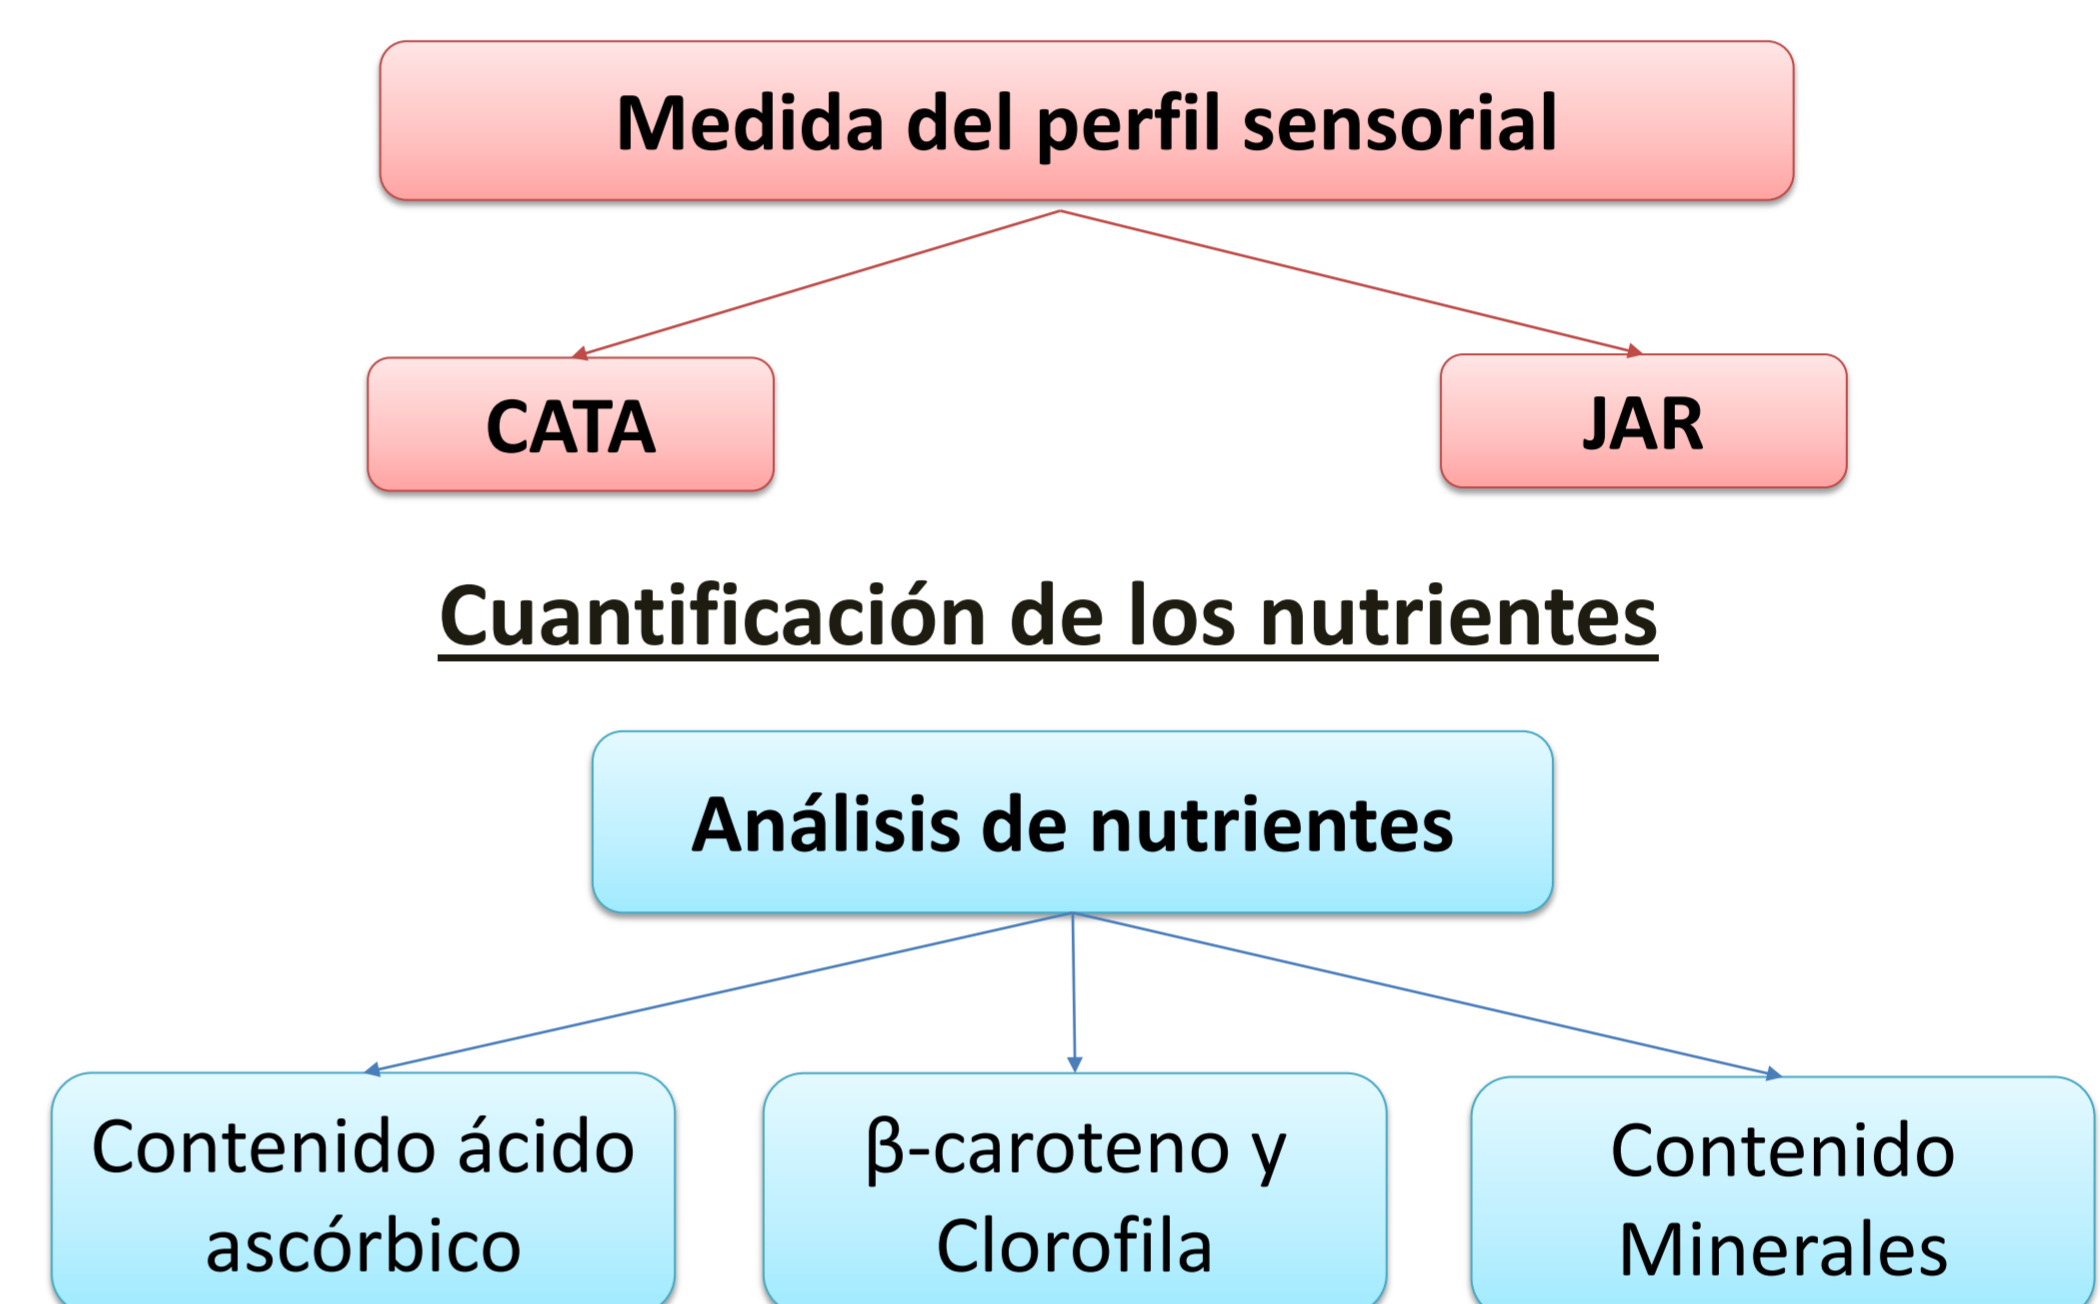 Medida del perfil sensorial
CATA
JAR
Cuantificación de los nutrientes
Análisis de nutrientes
Contenido ácido
ascórbico
β-caroteno y
Clorofila
Contenido
Minerales